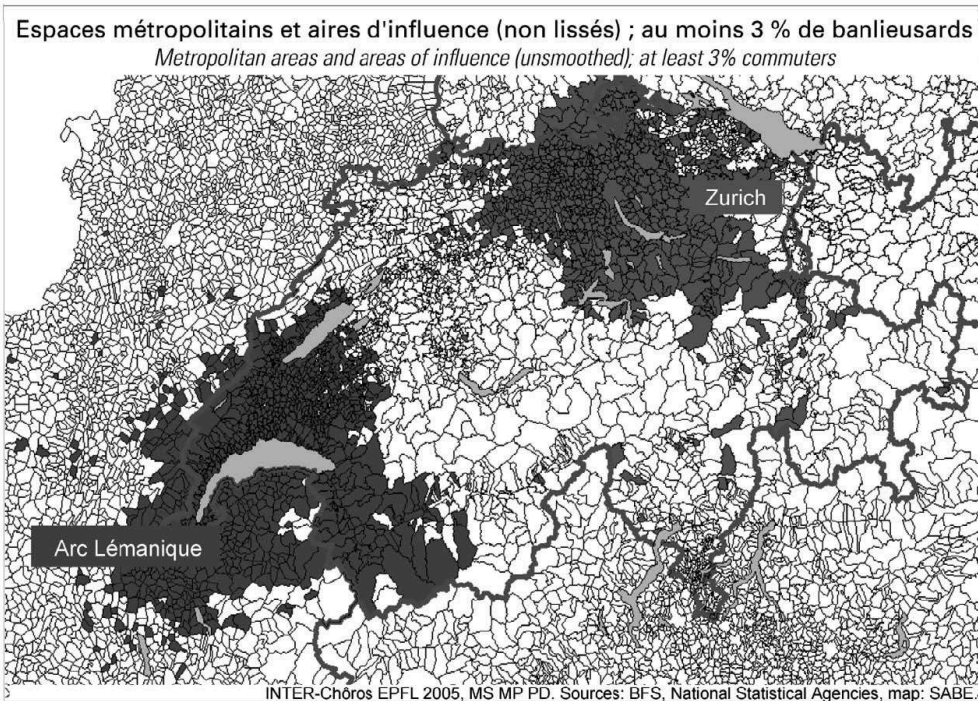 Espaces métropolitains et aires d'influence (non lissés) ; au moins 3 % de banlieusards
Metropolitan areas and areas of influence (unsmoothed); at least 3% commuters
Zurich
Arc Lémanique
INTER-Chôros EPFL 2005, MS MP PD. Sources: BFS, National Statistical Agencies, map: SABE.